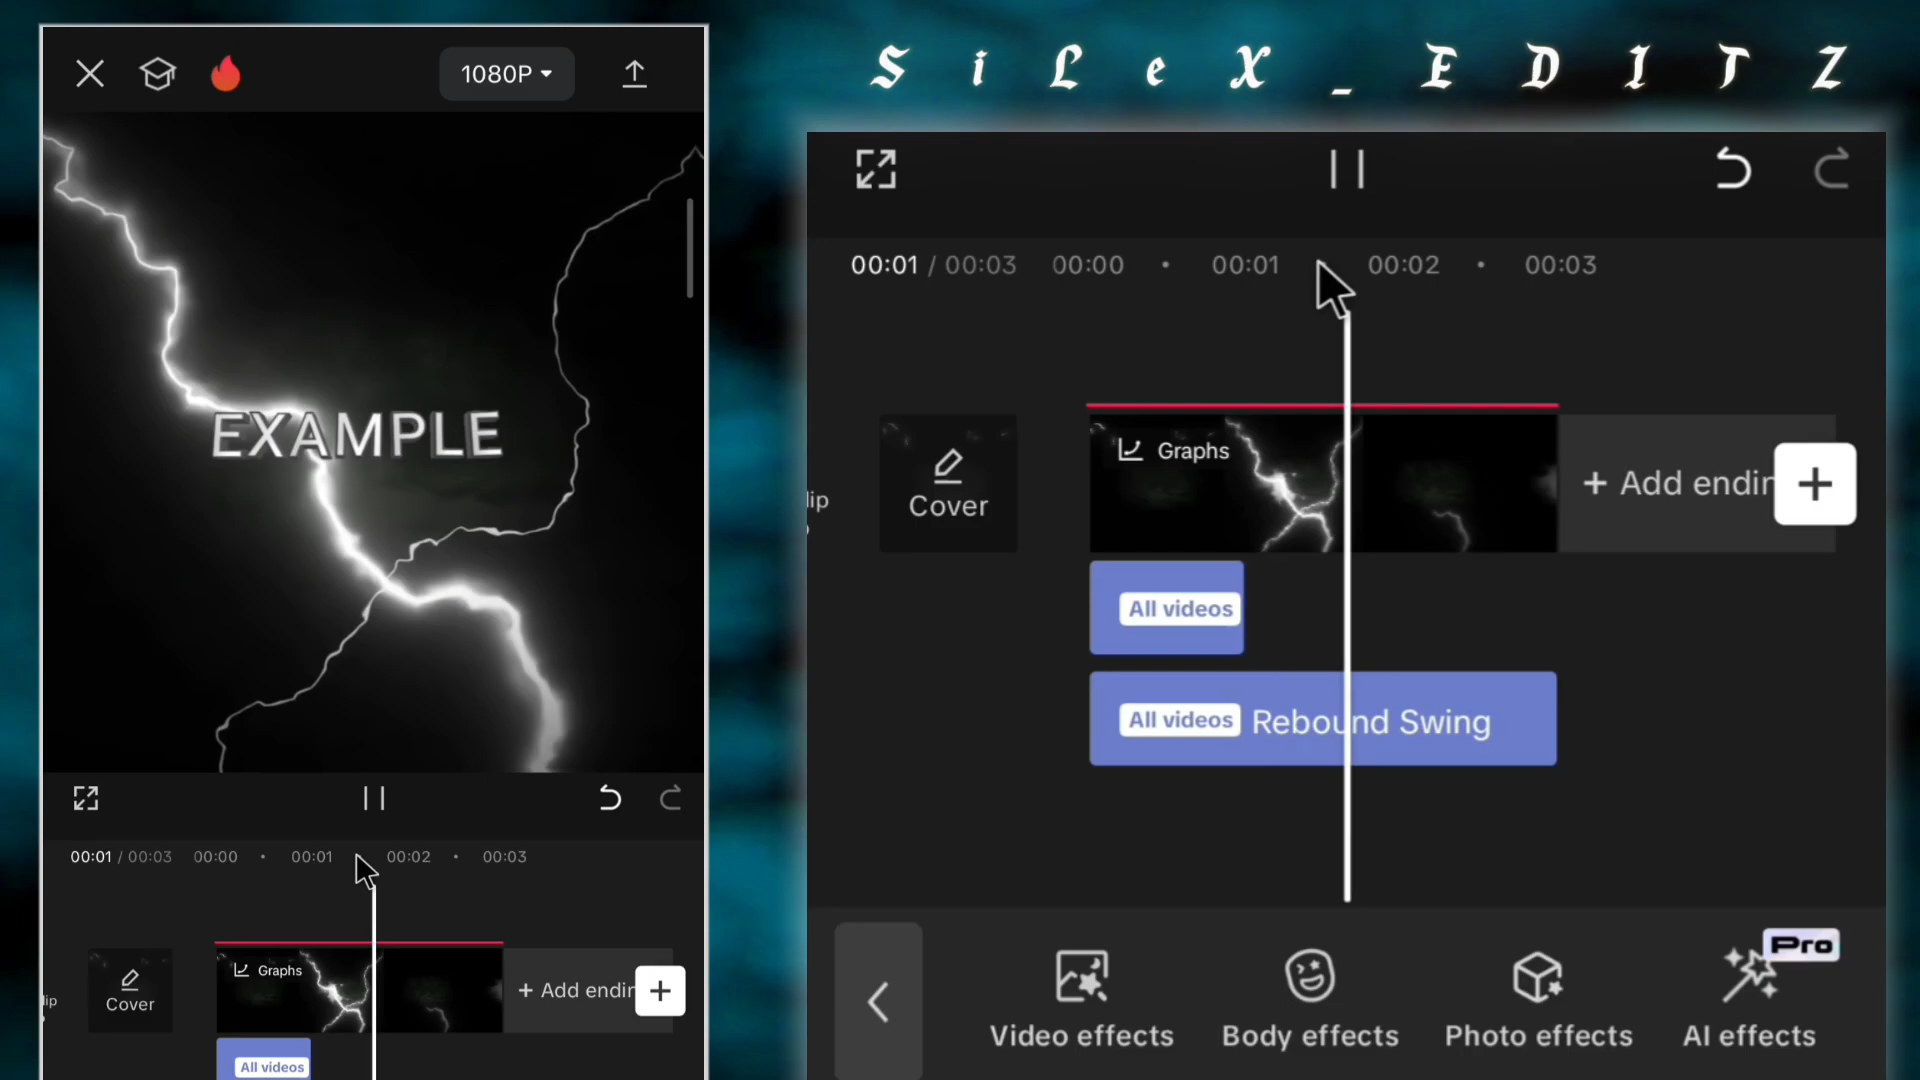 1080P
EXAMPLE
00:01 / 00:03 00:00 00:01 00:02 00:03
lip
Cover
Graphs
+ Add endin
All videos
SiLeX_EDITZ
00:01 / 00:03 00:00 00:01 00:02 00:03
lip
Cover
Graphs
+ Add endin
All videos
All videos Rebound Swing
Pro
Video effects Body effects Photo effects AI effects